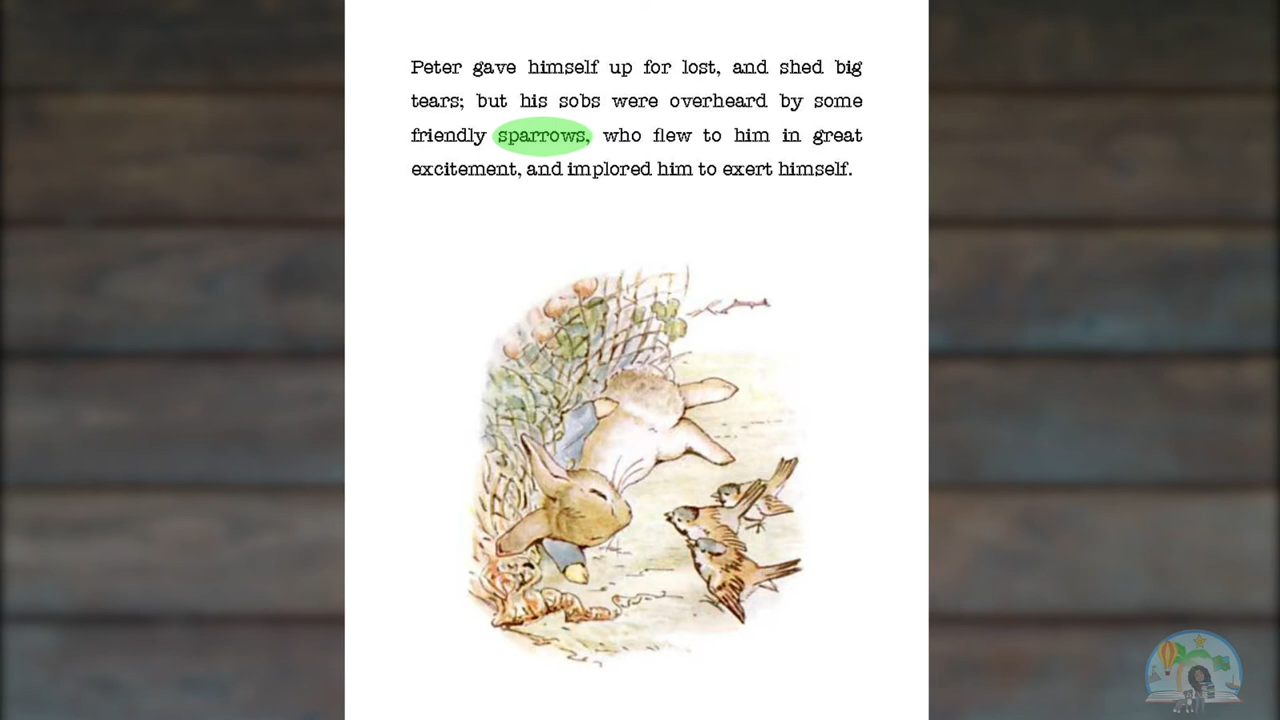 Peter gave himself up for lost, and shed big
tears; but his sobs were overheard by some
friendly sparrows, who flew to him in great
excitement, and implored him to exert himself.